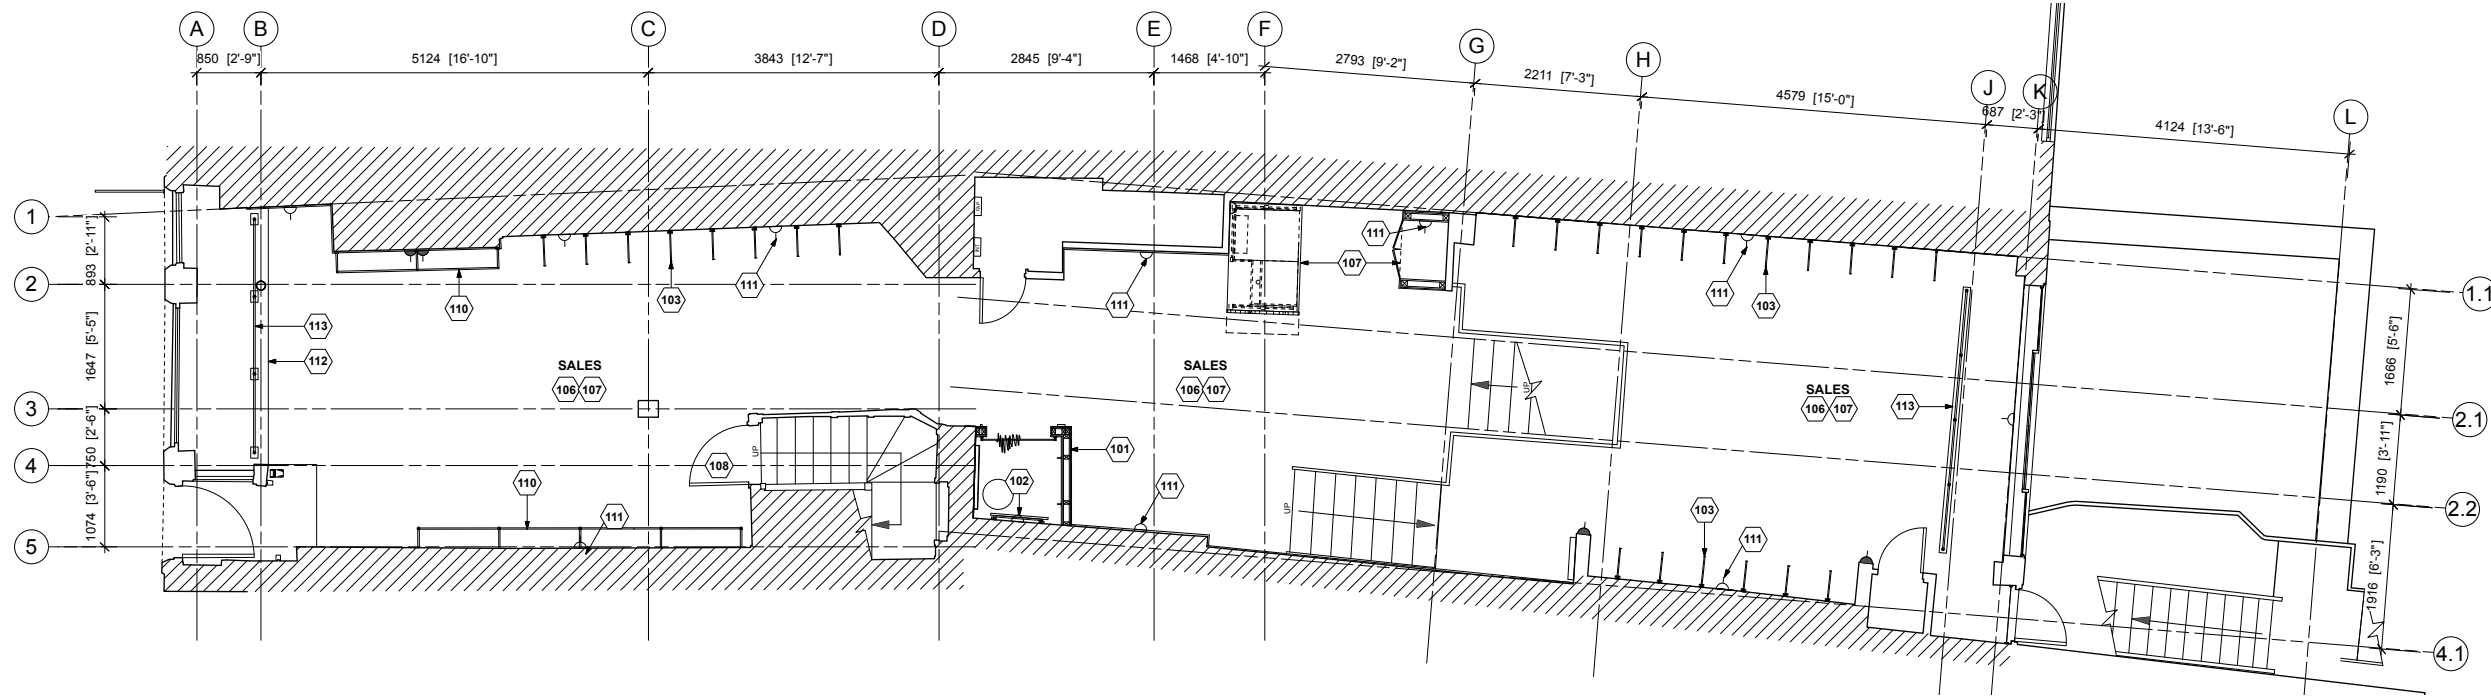 A
B
C
D
E
F
G
H
J
K
L
850 [2'-9"]
5124 [16'-10"]
3843 [12'-7"]
2845 [9'-4"]
1468 [4'-10"]
2793 [9'-2"]
2211 [7'-3"]
4579 [15'-0"]
687 [2'-3"]
4124 [13'-6"]
1
2
3
4
5
893 [2'-11"]
1647 [5'-5"]
750 [2'-6"]
1074 [3'-6"]
1.1
2.1
2.2
4.1
1666 [5'-6"]
1190 [3'-11"]
1916 [6'-3"]
113
112
110
103
111
SALES
106 107
108
UP
110
111
101
102
111
111
SALES
106 107
107
111
UP
UP
111
103
SALES
106 107
113
103
111